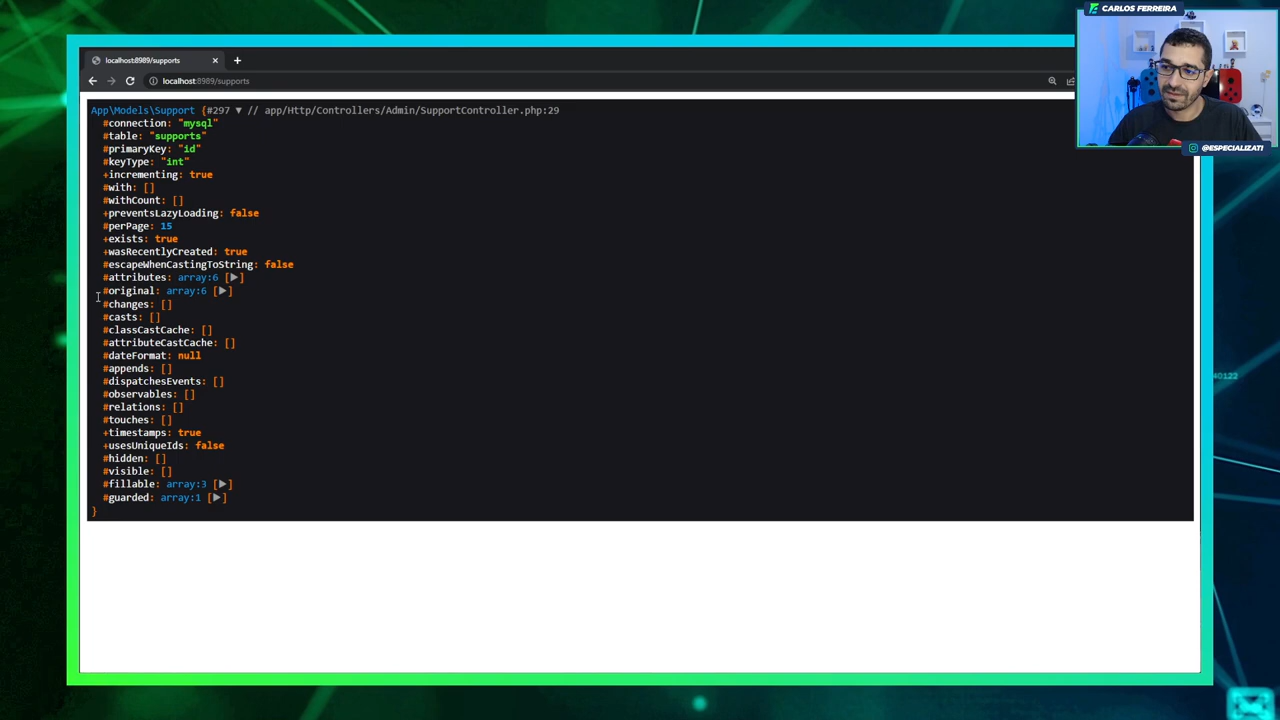 CARLOS FERREIRA
localhost:8989/supports
localhost:8989/supports
@ESPECIALIZATI
App\Models\Support {#297 ▼ // app/Http/Controllers/Admin/SupportController.php:29
#connection: "mysql"
#table: "supports"
#primaryKey: "id"
#keyType: "int"
+incrementing: true
#with: []
#withCount: []
+preventsLazyLoading: false
#perPage: 15
+exists: true
+wasRecentlyCreated: true
#escapeWhenCastingToString: false
#attributes: array:6 [▶]
#original: array:6 [▶]
#changes: []
#casts: []
#classCastCache: []
#attributeCastCache: []
#dateFormat: null
#appends: []
#dispatchesEvents: []
#observables: []
#relations: []
#touches: []
+timestamps: true
+usesUniqueIds: false
#hidden: []
#visible: []
#fillable: array:3 [▶]
#guarded: array:1 [▶]
}
40122